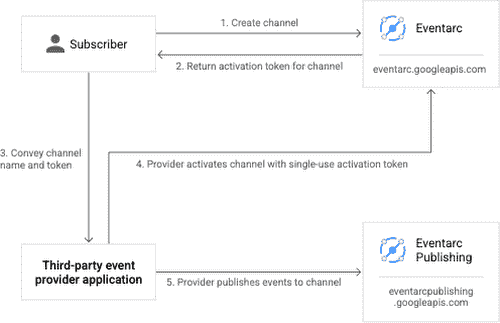 1. Create channel
Subscriber
Eventarc
2. Return activation token for channel
eventarc.googleapis.com
3. Convey channel
name and token
4. Provider activates channel with single-use activation token
Third-party event
provider application
Eventarc
Publishing
5. Provider publishes events to channel
eventarcpublishing
.googleapis.com